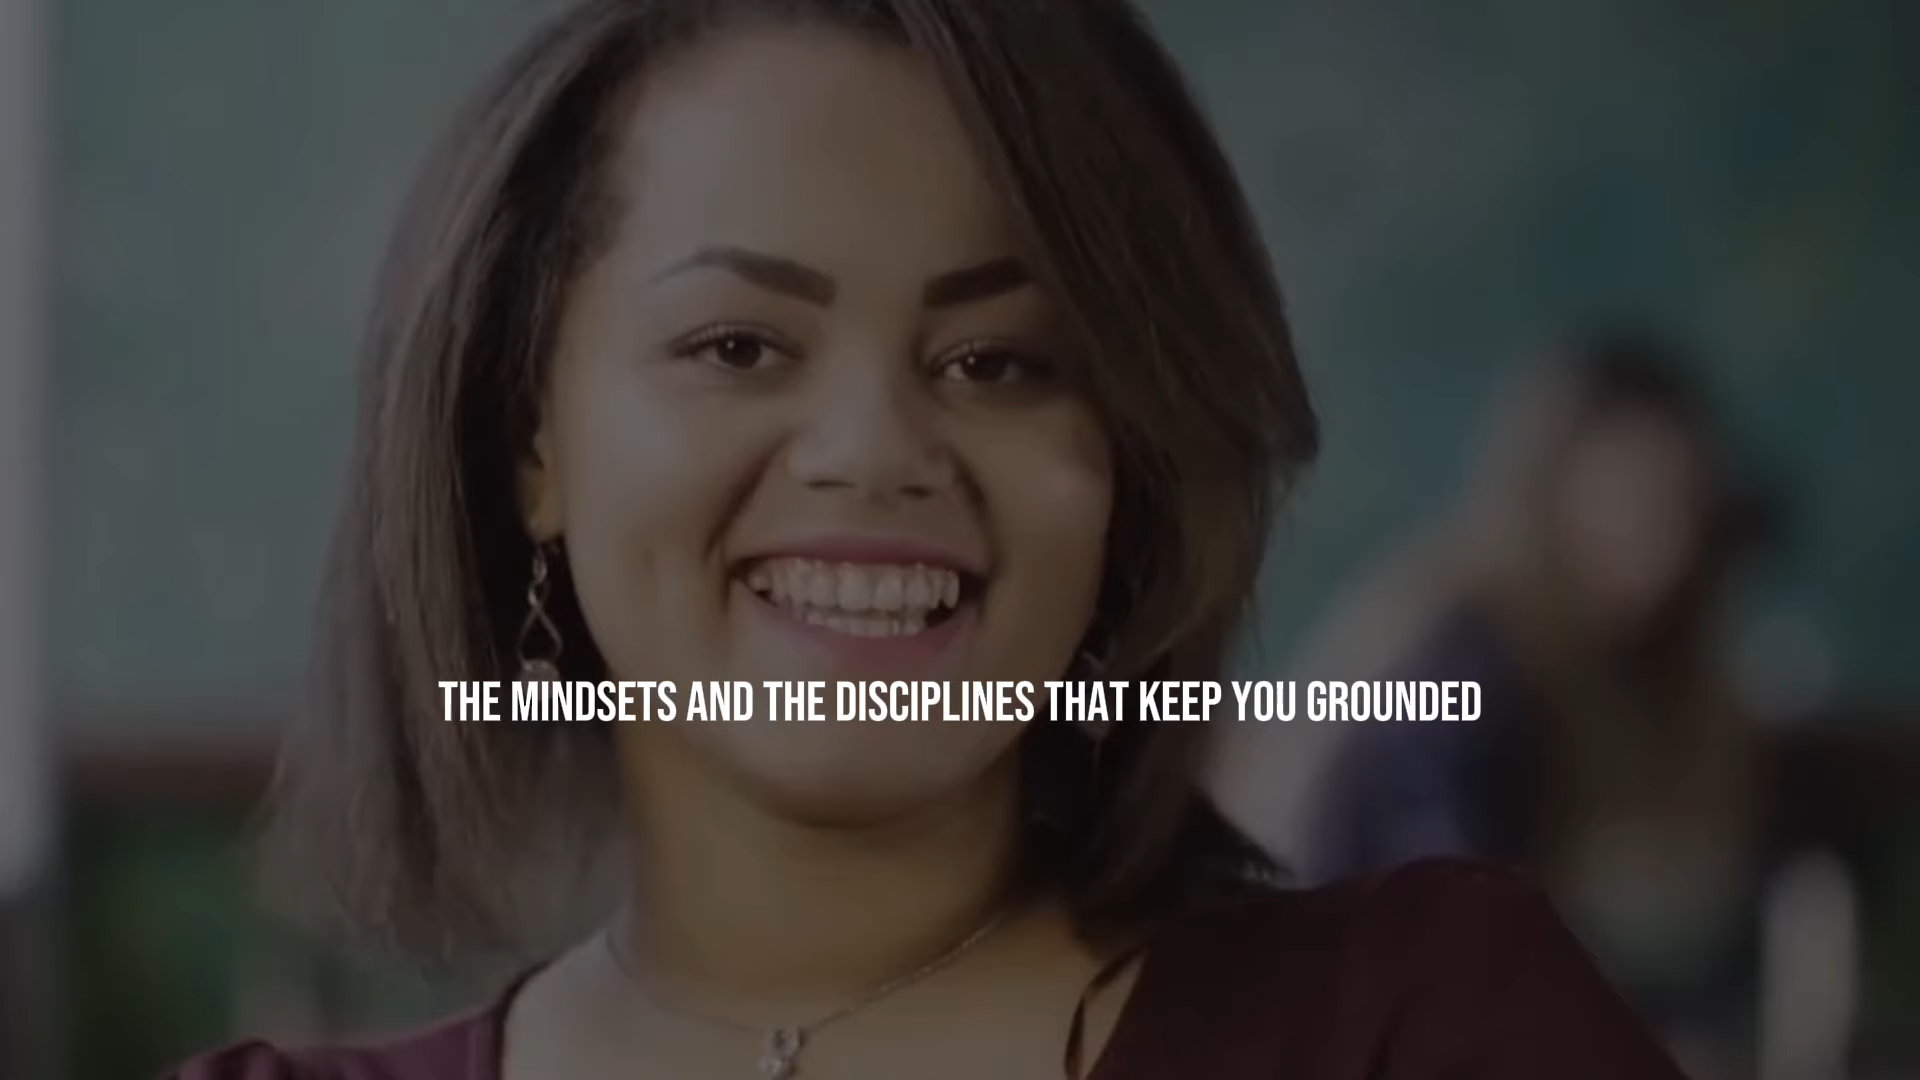 THE MINDSETS AND THE DISCIPLINES THAT KEEP YOU GROUNDED